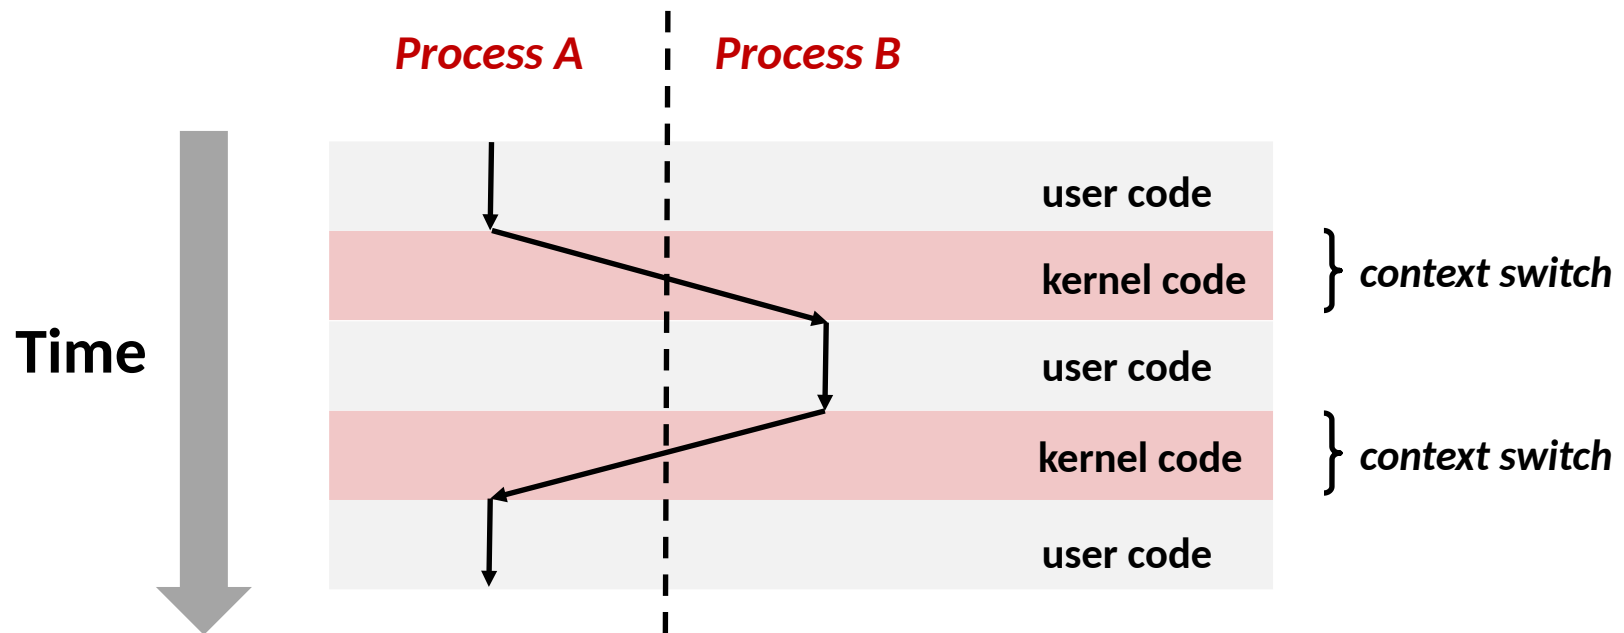 Process A
Process B
user code
kernel code
context switch
Time
user code
kernel code
context switch
user code